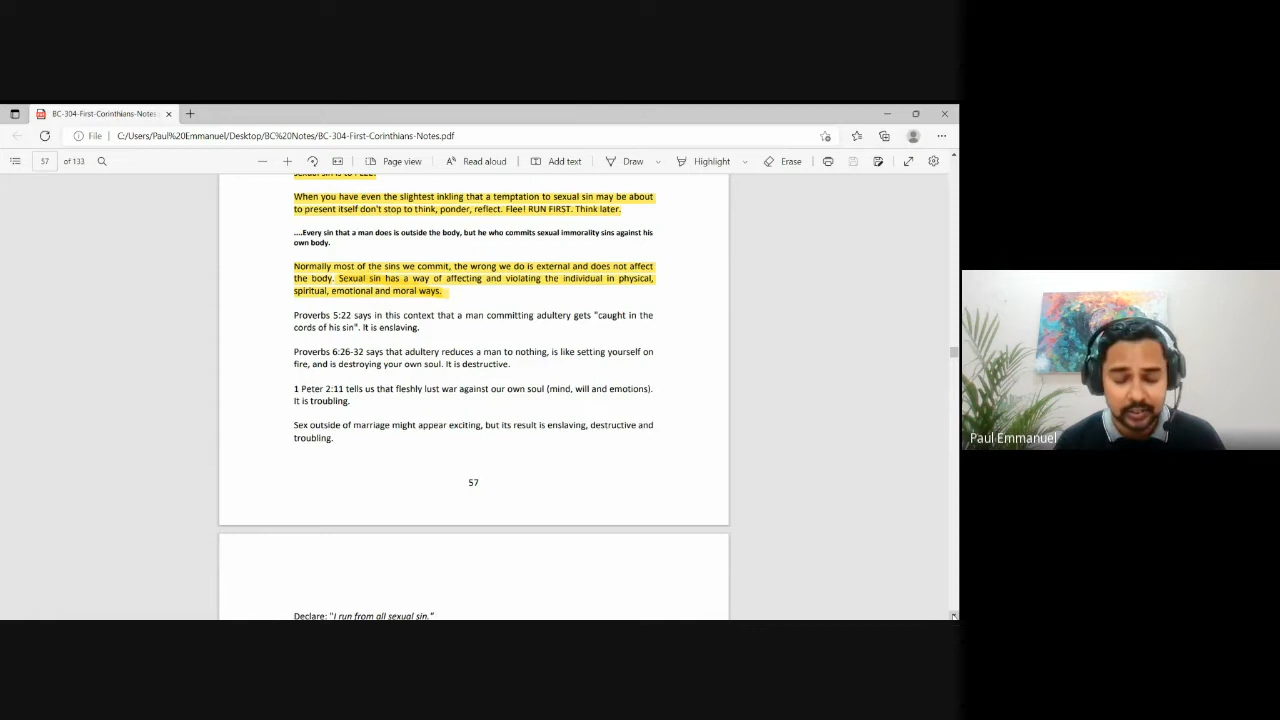 BC-304-First-Corinthians-Notes
File
C:/Users/Paul%20Emmanuel/Desktop/BC%20Notes/BC-304-First-Corinthians-Notes.pdf
57 of 133
Page view
Read aloud
Add text
Draw
Highlight
Erase
sexual sin is to FLEE!
When you have even the slightest inkling that a temptation to sexual sin may be about
to present itself don't stop to think, ponder, reflect. Flee! RUN FIRST. Think later.
....Every sin that a man does is outside the body, but he who commits sexual immorality sins against his
own body.
Normally most of the sins we commit, the wrong we do is external and does not affect
the body. Sexual sin has a way of affecting and violating the individual in physical,
spiritual, emotional and moral ways.
Proverbs 5:22 says in this context that a man committing adultery gets "caught in the
cords of his sin". It is enslaving.
Proverbs 6:26-32 says that adultery reduces a man to nothing, is like setting yourself on
fire, and is destroying your own soul. It is destructive.
1 Peter 2:11 tells us that fleshly lust war against our own soul (mind, will and emotions).
It is troubling.
Sex outside of marriage might appear exciting, but its result is enslaving, destructive and
troubling.
57
Declare: "I run from all sexual sin."
Paul Emmanuel